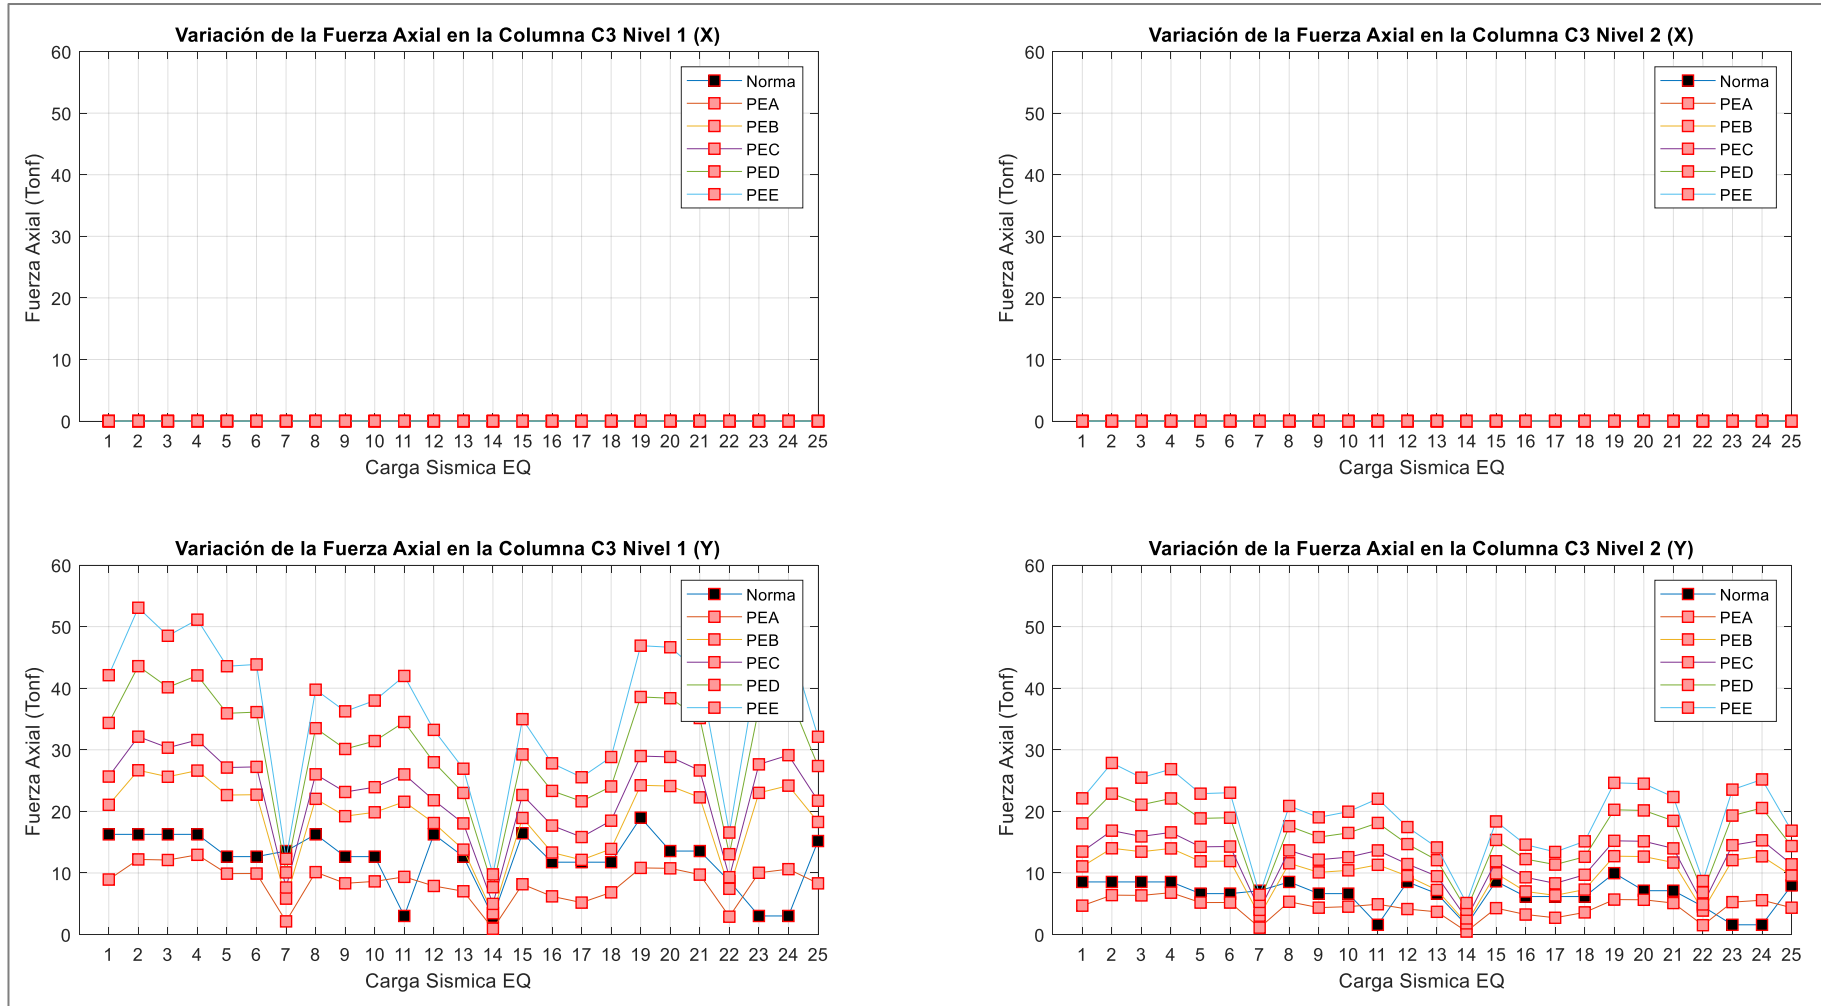 Variación de la Fuerza Axial en la Columna C3 Nivel 1 (X)
60
50
40
30
20
10
0
Fuerza Axial (Tonf)
Norma
PEA
PEB
PEC
PED
PEE
1 2 3 4 5 6 7 8 9 10 11 12 13 14 15 16 17 18 19 20 21 22 23 24 25
Carga Sismica EQ
Variación de la Fuerza Axial en la Columna C3 Nivel 2 (X)
60
50
40
30
20
10
0
Fuerza Axial (Tonf)
Norma
PEA
PEB
PEC
PED
PEE
1 2 3 4 5 6 7 8 9 10 11 12 13 14 15 16 17 18 19 20 21 22 23 24 25
Carga Sismica EQ
Variación de la Fuerza Axial en la Columna C3 Nivel 1 (Y)
60
50
40
30
20
10
0
Fuerza Axial (Tonf)
Norma
PEA
PEB
PEC
PED
PEE
1 2 3 4 5 6 7 8 9 10 11 12 13 14 15 16 17 18 19 20 21 22 23 24 25
Carga Sismica EQ
Variación de la Fuerza Axial en la Columna C3 Nivel 2 (Y)
60
50
40
30
20
10
0
Fuerza Axial (Tonf)
Norma
PEA
PEB
PEC
PED
PEE
1 2 3 4 5 6 7 8 9 10 11 12 13 14 15 16 17 18 19 20 21 22 23 24 25
Carga Sismica EQ